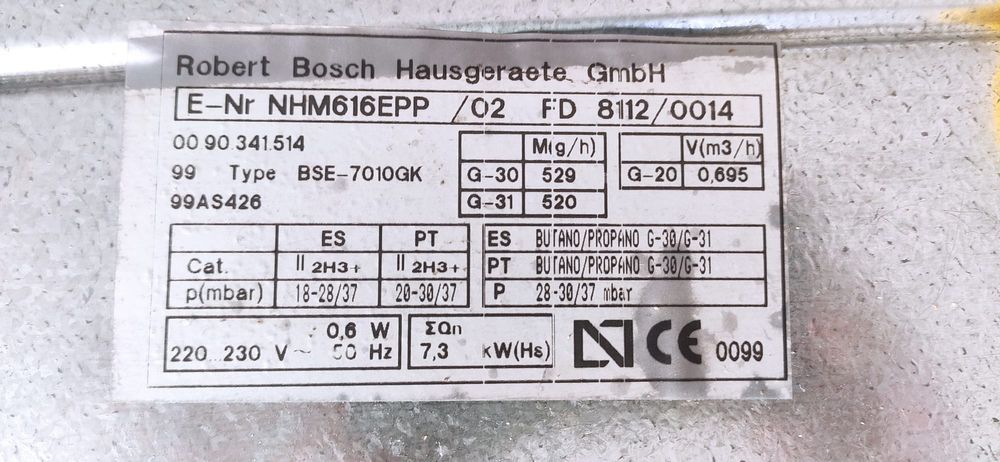 Robert Bosch Hausgeraete GmbH
E-Nr NHM616EPP /02 FD 8112/0014
00 90 341.514
99 Type BSE-7010GK
99AS426
M(g/h)
G-30 529
G-31 520
V(m3/h)
G-20 0,695
ES PT
Cat. II 2H3+ II 2H3+
p(mbar) 18-28/37 20-30/37
ES BUTANO/PROPANO G-30/G-31
PT BUTANO/PROPANO G-30/G-31
P 28-30/37 mbar
0,6 W
220..230 V ~ 50 Hz
ΣQn
7,3 kW(Hs)
CE 0099